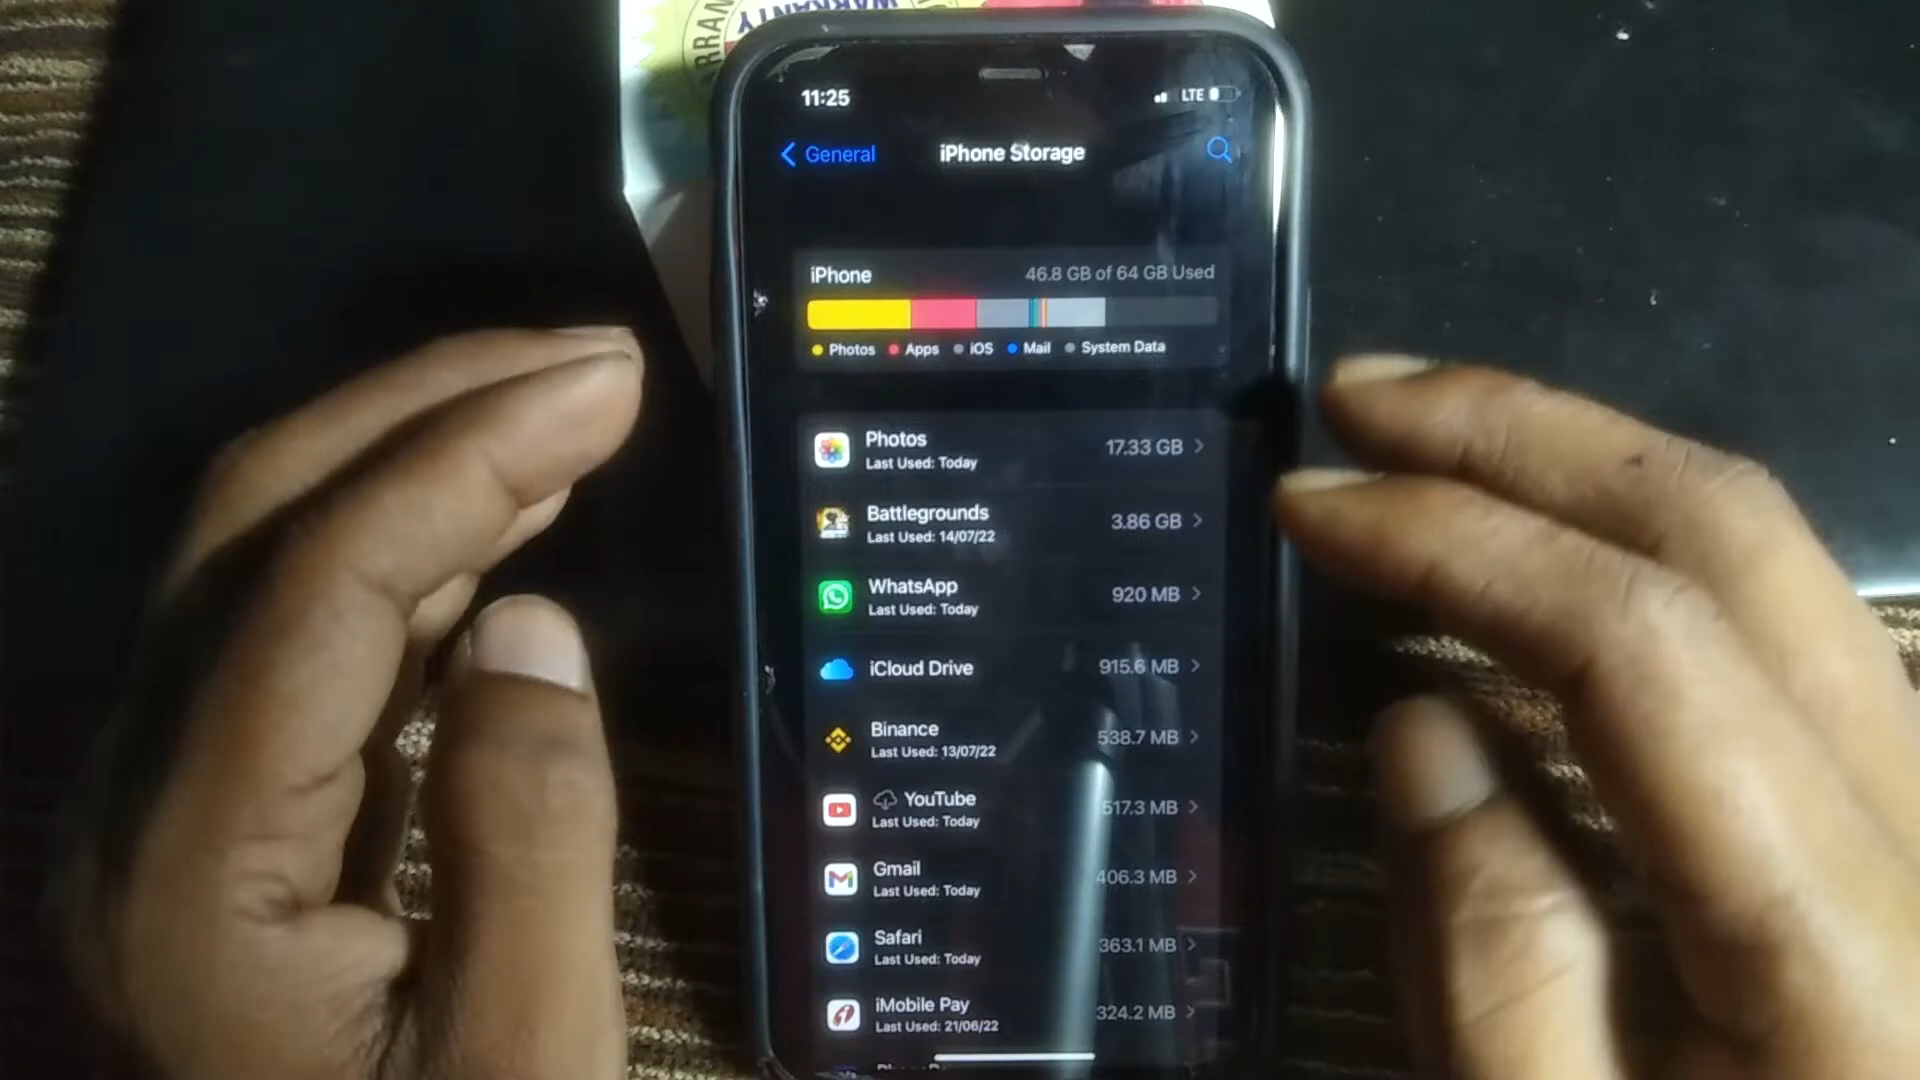 WARRANTY
11:25
LTE
General
iPhone Storage
iPhone
46.8 GB of 64 GB Used
Photos
Apps
iOS
Mail
System Data
Photos
17.33 GB
Last Used: Today
Battlegrounds
3.86 GB
Last Used: 14/07/22
WhatsApp
920 MB
Last Used: Today
iCloud Drive
915.6 MB
Binance
538.7 MB
Last Used: 13/07/22
YouTube
517.3 MB
Last Used: Today
Gmail
406.3 MB
Last Used: Today
Safari
363.1 MB
Last Used: Today
iMobile Pay
324.2 MB
Last Used: 21/06/22